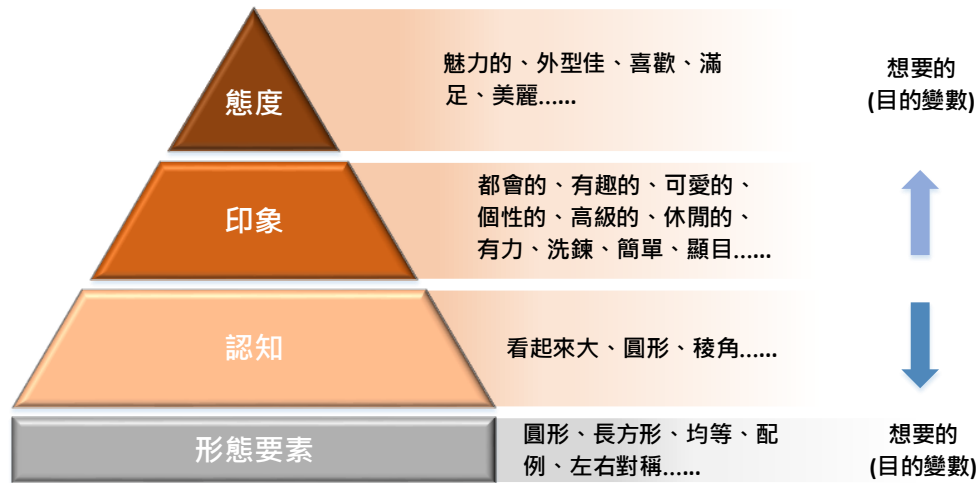 態度
魅力的、外型佳、喜歡、滿
足、美麗......
想要的
(目的變數)
印象
都會的、有趣的、可愛的、
個性的、高級的、休閒的、
有力、洗鍊、簡單、顯目......
認知
看起來大、圓形、稜角......
形態要素
圓形、長方形、均等、配
例、左右對稱......
想要的
(目的變數)